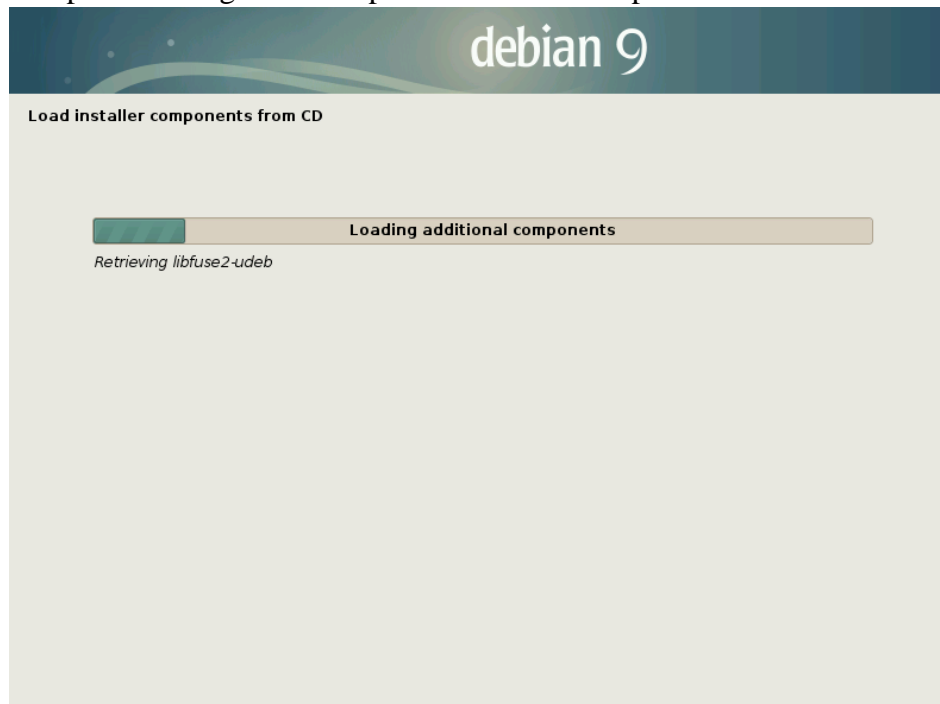 debian 9
Load installer components from CD
Loading additional components
Retrieving libfuse2-udeb